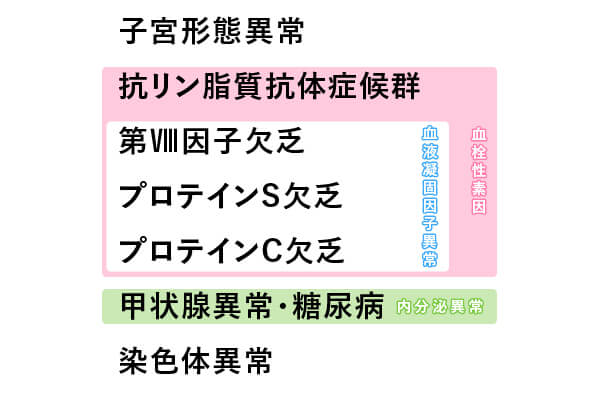 子宮形態異常
抗リン脂質抗体症候群
第Ⅷ因子欠乏
プロテインS欠乏
プロテインC欠乏
血液凝固因子異常
血栓性素因
甲状腺異常・糖尿病 内分泌異常
染色体異常